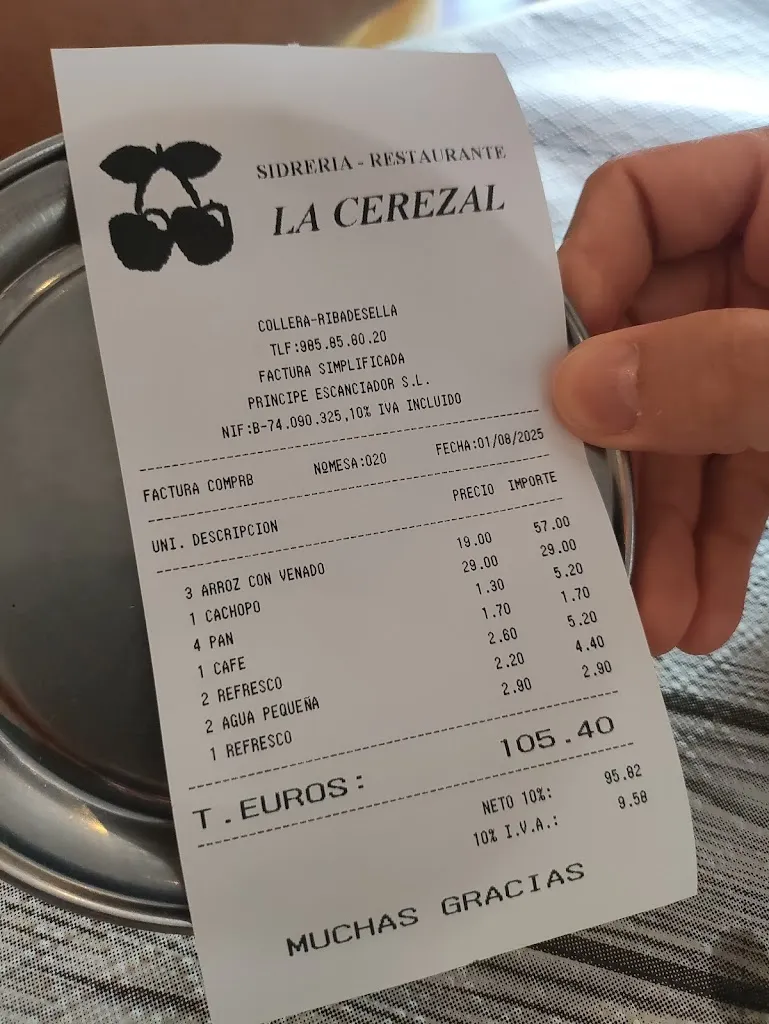 SIDRERIA - RESTAURANTE
LA CEREZAL
COLLERA-RIBADESELLA
TLF:985.85.80.20
FACTURA SIMPLIFICADA
PRINCIPE ESCANCIADOR S.L.
NIF:B-74.090.325,10% IVA INCLUIDO
FACTURA COMPRB NºMESA:020 FECHA:01/08/2025
UNI. DESCRIPCION PRECIO IMPORTE
3 ARROZ CON VENADO 19.00 57.00
1 CACHOPO 29.00 29.00
4 PAN 1.30 5.20
1 CAFE 1.70 1.70
2 REFRESCO 2.60 5.20
2 AGUA PEQUEÑA 2.20 4.40
1 REFRESCO 2.90 2.90
T.EUROS: 105.40
NETO 10%: 95.82
10% I.V.A.: 9.58
MUCHAS GRACIAS